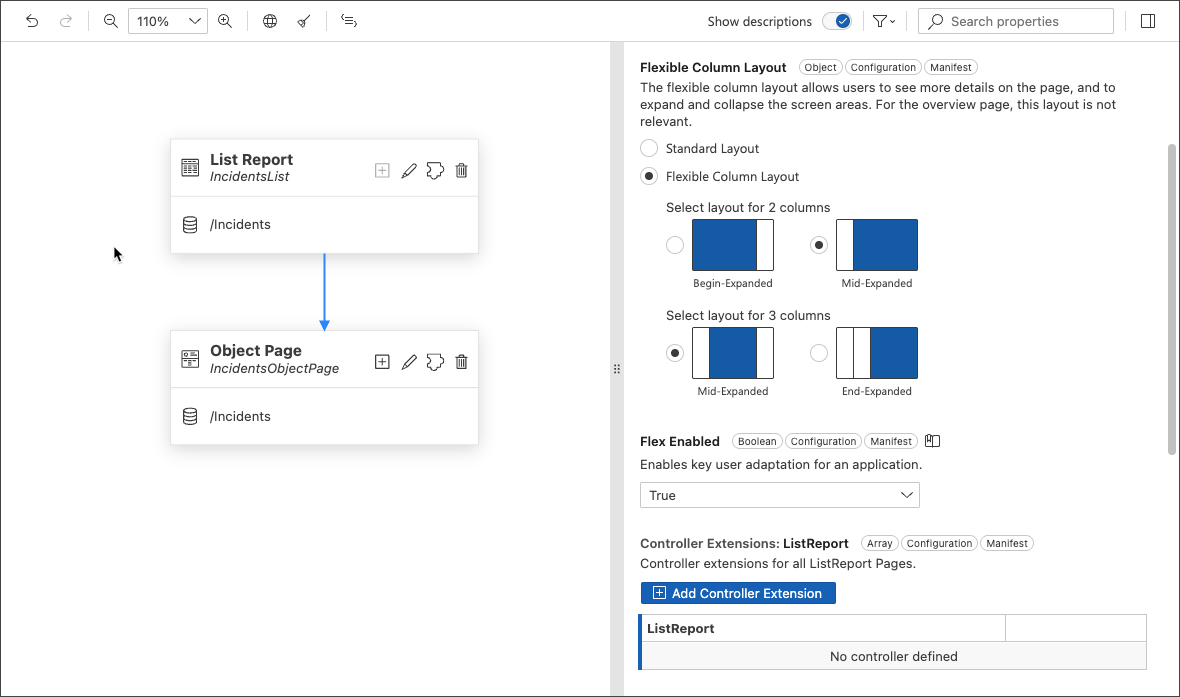 110%
Show descriptions
Search properties
List Report
IncidentsList
/Incidents
Object Page
IncidentsObjectPage
/Incidents
Flexible Column Layout Object Configuration Manifest
The flexible column layout allows users to see more details on the page, and to
expand and collapse the screen areas. For the overview page, this layout is not
relevant.
Standard Layout
Flexible Column Layout
Select layout for 2 columns
Begin-Expanded Mid-Expanded
Select layout for 3 columns
Mid-Expanded End-Expanded
Flex Enabled Boolean Configuration Manifest
Enables key user adaptation for an application.
True
Controller Extensions: ListReport Array Configuration Manifest
Controller extensions for all ListReport Pages.
Add Controller Extension
ListReport
No controller defined